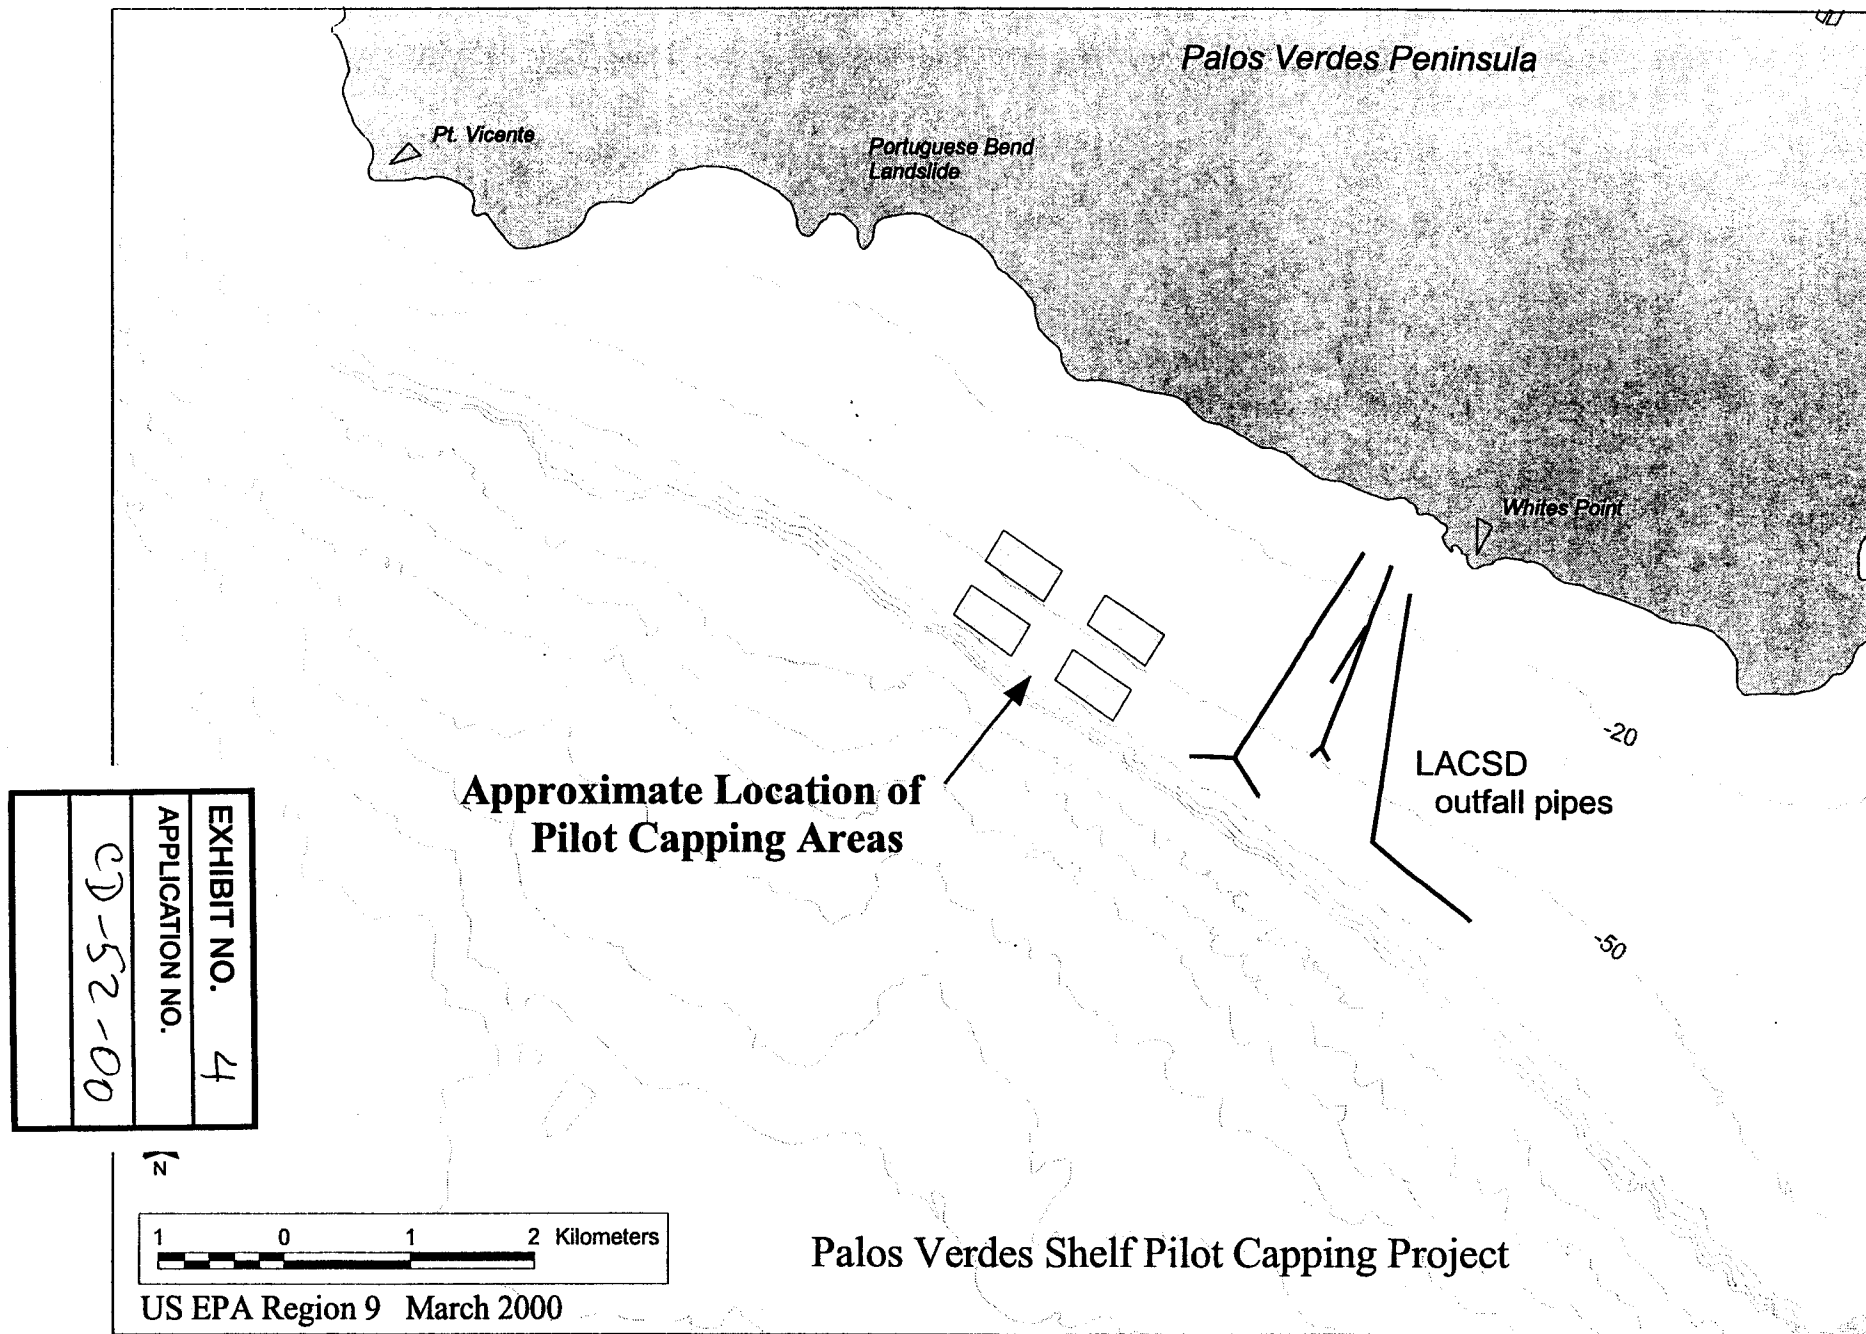 Palos Verdes Peninsula
Pt. Vicente
Portuguese Bend
Landslide
Whites Point
-20
LACSD
outfall pipes
Approximate Location of
Pilot Capping Areas
-50
EXHIBIT NO. 4
APPLICATION NO.
CD-52-00
N
1 0 1 2 Kilometers
Palos Verdes Shelf Pilot Capping Project
US EPA Region 9 March 2000